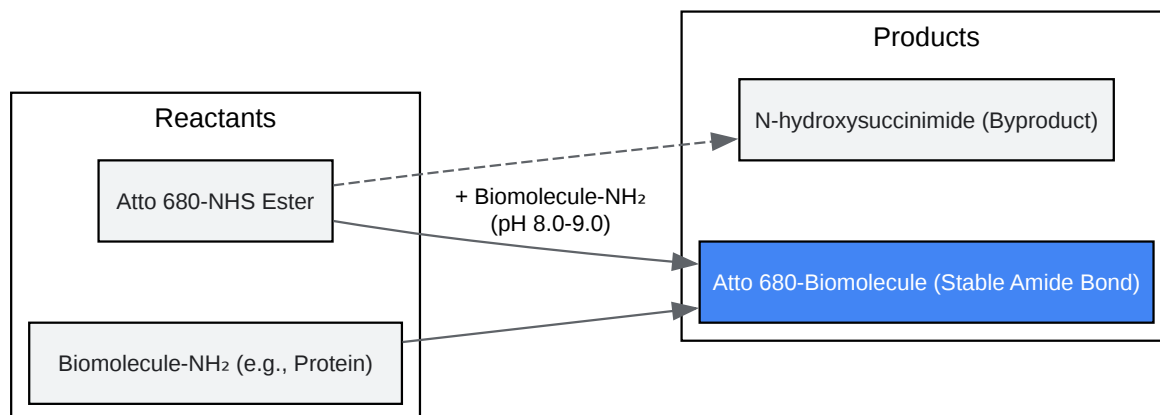 Reactants
Atto 680-NHS Ester
Biomolecule-NH₂ (e.g., Protein)
+ Biomolecule-NH₂
(pH 8.0-9.0)
Products
N-hydroxysuccinimide (Byproduct)
Atto 680-Biomolecule (Stable Amide Bond)